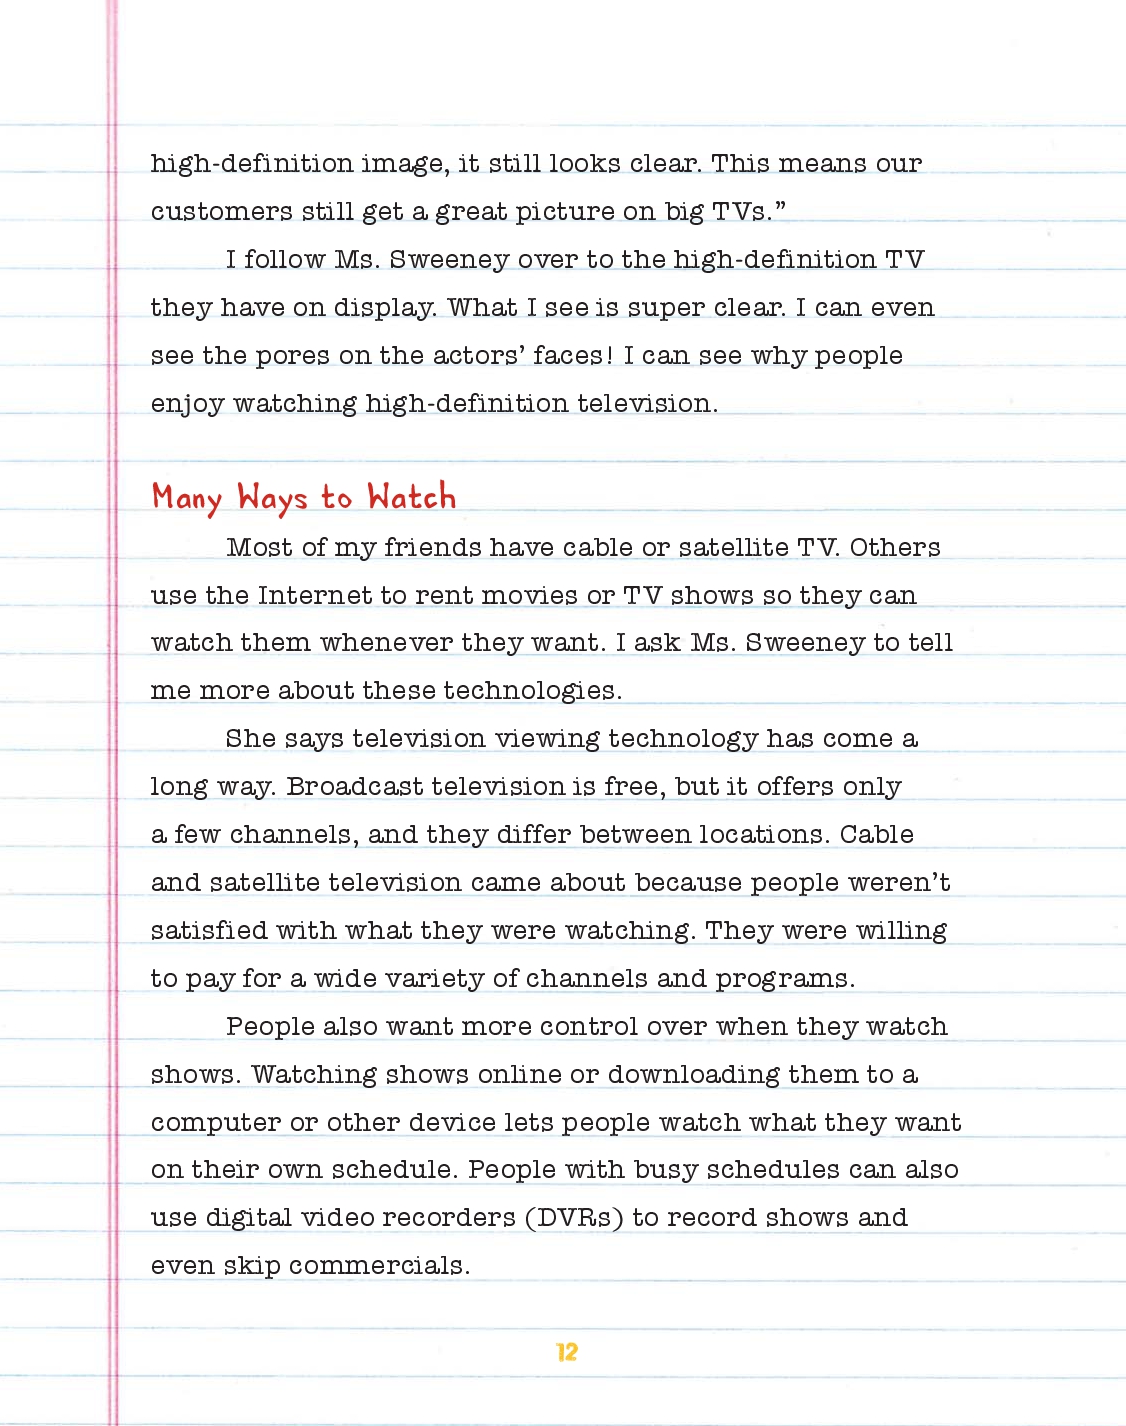 high-definition image, it still looks clear. This means our
customers still get a great picture on big TVs.”
I follow Ms. Sweeney over to the high-definition TV
they have on display. What I see is super clear. I can even
see the pores on the actors’ faces! I can see why people
enjoy watching high-definition television.
Many Ways to Watch
Most of my friends have cable or satellite TV. Others
use the Internet to rent movies or TV shows so they can
watch them whenever they want. I ask Ms. Sweeney to tell
me more about these technologies.
She says television viewing technology has come a
long way. Broadcast television is free, but it offers only
a few channels, and they differ between locations. Cable
and satellite television came about because people weren’t
satisfied with what they were watching. They were willing
to pay for a wide variety of channels and programs.
People also want more control over when they watch
shows. Watching shows online or downloading them to a
computer or other device lets people watch what they want
on their own schedule. People with busy schedules can also
use digital video recorders (DVRs) to record shows and
even skip commercials.
12